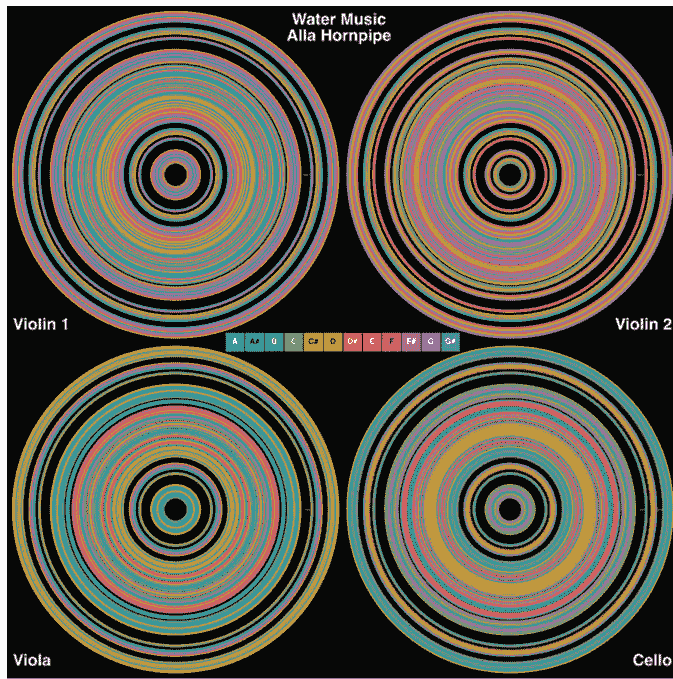 Water Music
Alla Hornpipe
Violin 1
Violin 2
A A# B C C# D D# E F F# G G#
Viola
Cello